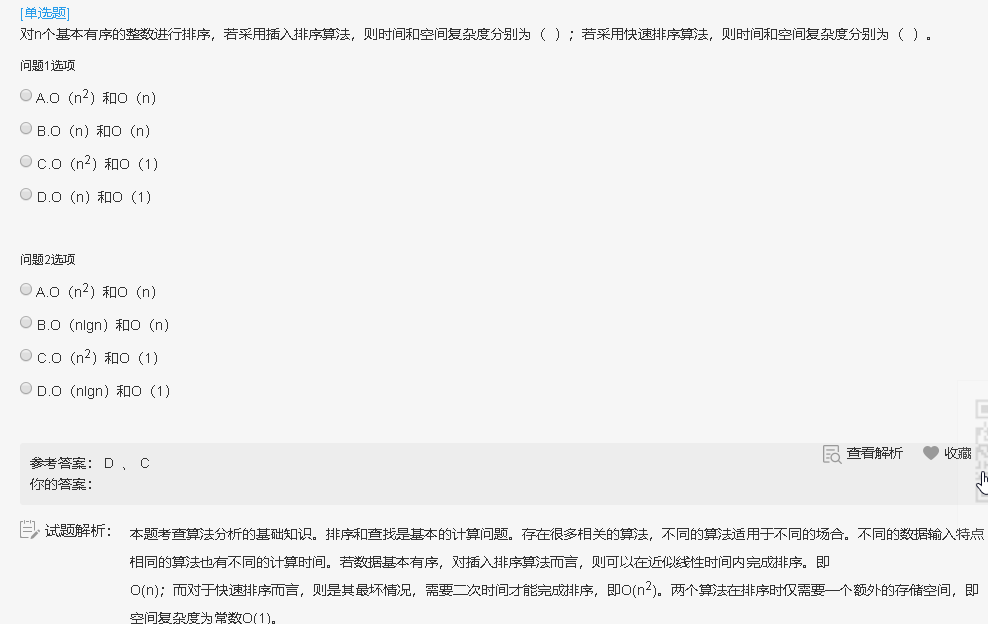 [单选题]
对n个基本有序的整数进行排序，若采用插入排序算法，则时间和空间复杂度分别为（ ）；若采用快速排序算法，则时间和空间复杂度分别为（ ）。
问题1选项
A.O（n²）和O（n）
B.O（n）和O（n）
C.O（n²）和O（1）
D.O（n）和O（1）
问题2选项
A.O（n²）和O（n）
B.O（nlgn）和O（n）
C.O（n²）和O（1）
D.O（nlgn）和O（1）
查看解析 收藏
参考答案： D 、 C
你的答案：
试题解析： 本题考查算法分析的基础知识。排序和查找是基本的计算问题。存在很多相关的算法，不同的算法适用于不同的场合。不同的数据输入特点
相同的算法也有不同的计算时间。若数据基本有序，对插入排序算法而言，则可以在近似线性时间内完成排序。即
O(n)；而对于快速排序而言，则是其最坏情况，需要二次时间才能完成排序，即O(n²)。两个算法在排序时仅需要一个额外的存储空间，即
空间复杂度为常数O(1)。